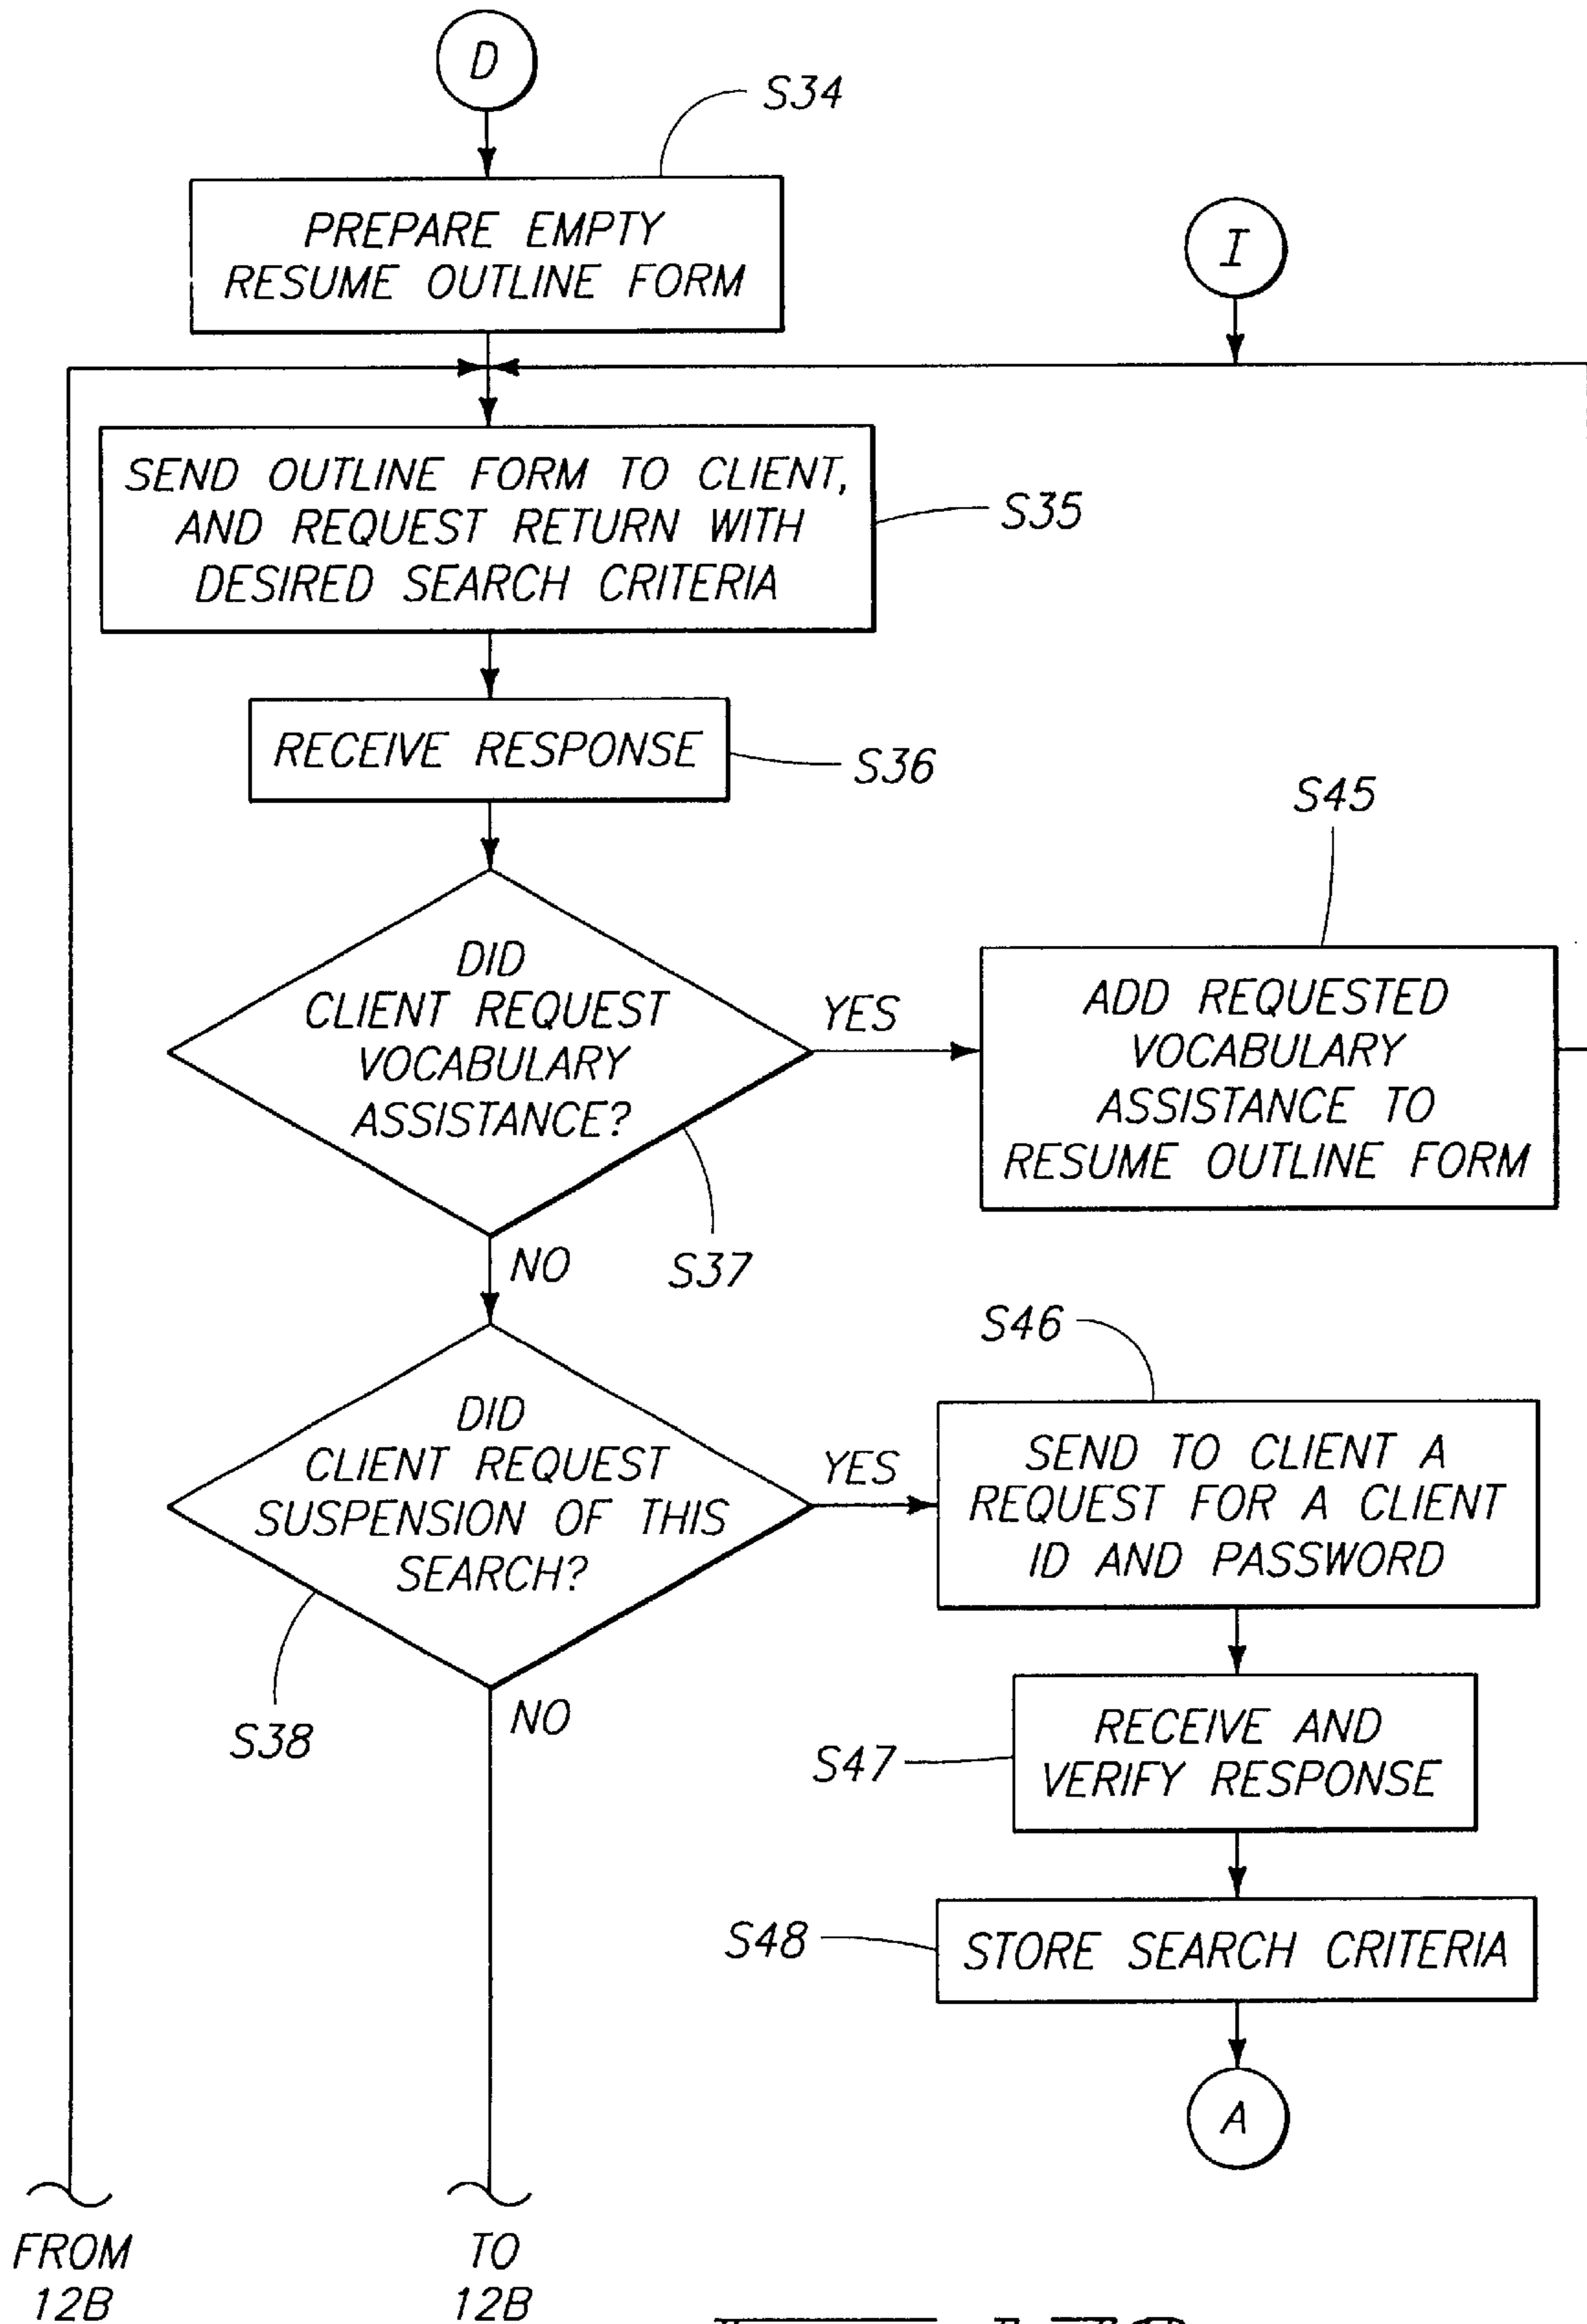 D
S34
PREPARE EMPTY
RESUME OUTLINE FORM
I
SEND OUTLINE FORM TO CLIENT,
AND REQUEST RETURN WITH
DESIRED SEARCH CRITERIA
S35
RECEIVE RESPONSE
S36
DID
CLIENT REQUEST
VOCABULARY
ASSISTANCE?
YES
S45
ADD REQUESTED
VOCABULARY
ASSISTANCE TO
RESUME OUTLINE FORM
NO
S37
DID
CLIENT REQUEST
SUSPENSION OF THIS
SEARCH?
YES
S46
SEND TO CLIENT A
REQUEST FOR A CLIENT
ID AND PASSWORD
S38
NO
S47
RECEIVE AND
VERIFY RESPONSE
S48
STORE SEARCH CRITERIA
A
FROM
12B
TO
12B